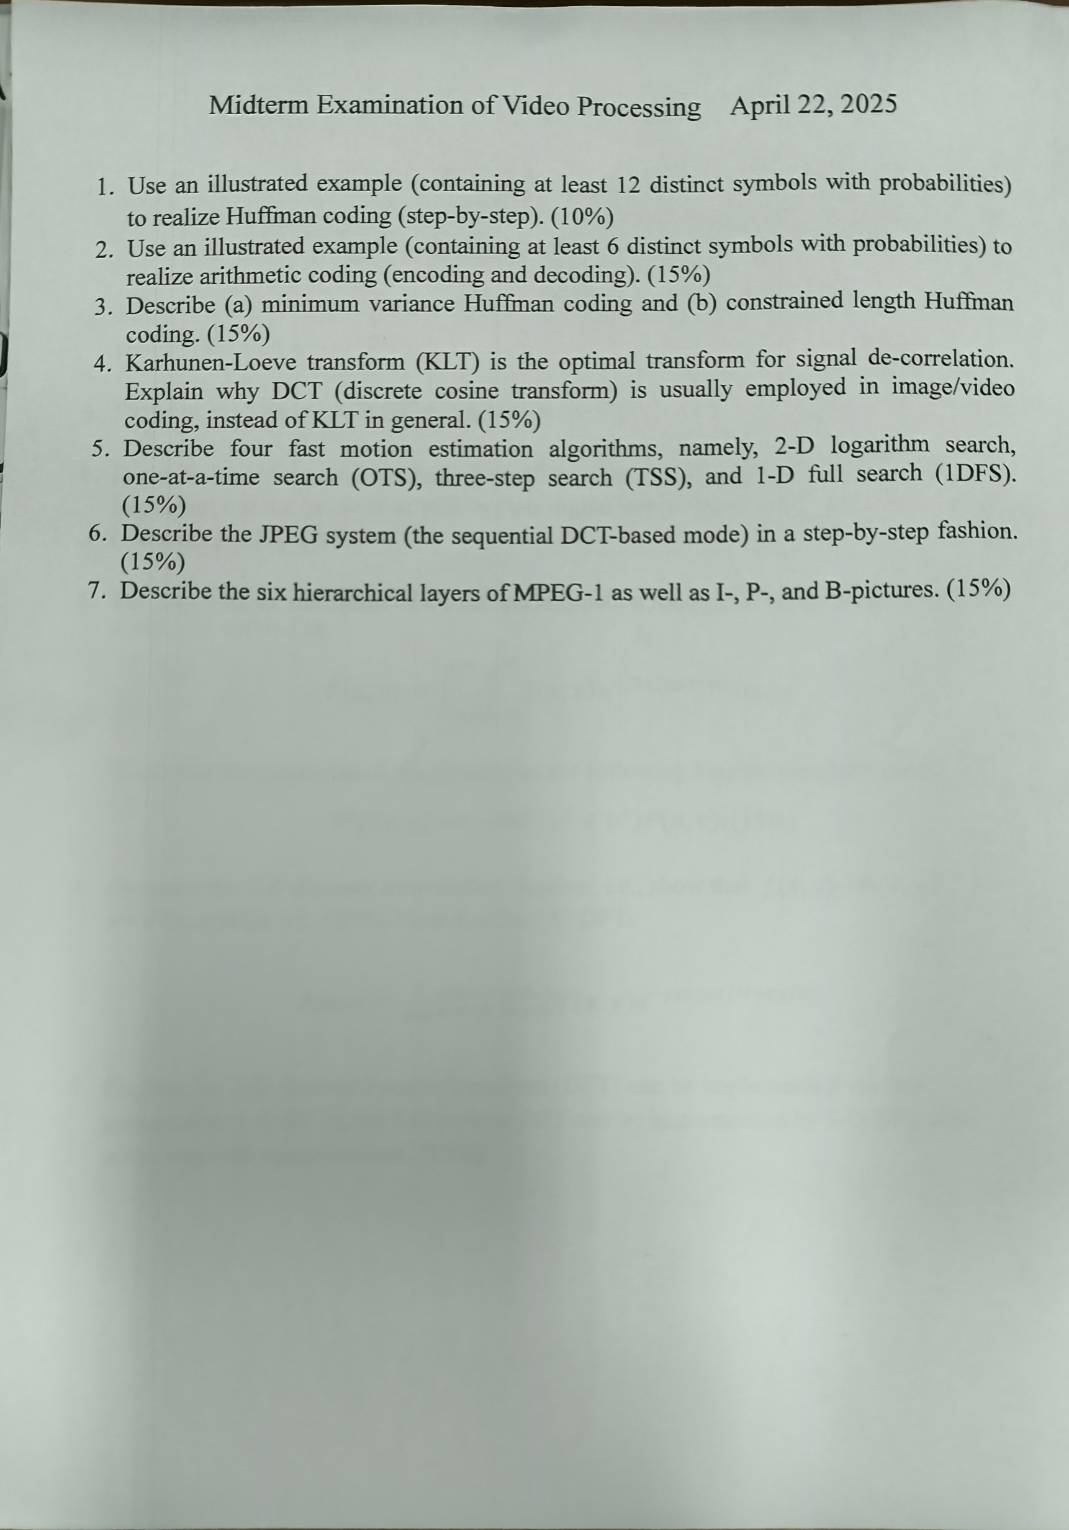 Midterm Examination of Video Processing April 22, 2025
1. Use an illustrated example (containing at least 12 distinct symbols with probabilities)
to realize Huffman coding (step-by-step). (10%)
2. Use an illustrated example (containing at least 6 distinct symbols with probabilities) to
realize arithmetic coding (encoding and decoding). (15%)
3. Describe (a) minimum variance Huffman coding and (b) constrained length Huffman
coding. (15%)
4. Karhunen-Loeve transform (KLT) is the optimal transform for signal de-correlation.
Explain why DCT (discrete cosine transform) is usually employed in image/video
coding, instead of KLT in general. (15%)
5. Describe four fast motion estimation algorithms, namely, 2-D logarithm search,
one-at-a-time search (OTS), three-step search (TSS), and 1-D full search (1DFS).
(15%)
6. Describe the JPEG system (the sequential DCT-based mode) in a step-by-step fashion.
(15%)
7. Describe the six hierarchical layers of MPEG-1 as well as I-, P-, and B-pictures. (15%)